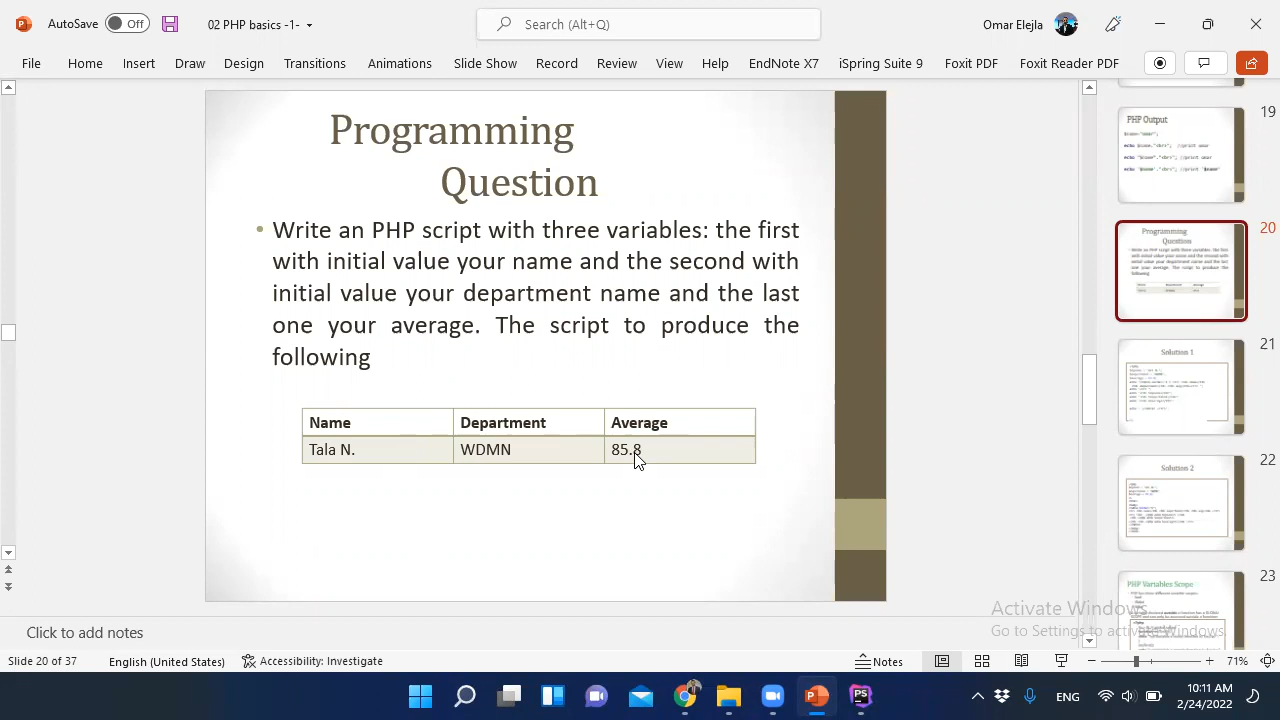 AutoSave Off 02 PHP basics -1- Search (Alt+Q) Omar Elejla
File Home Insert Draw Design Transitions Animations Slide Show Record Review View Help EndNote X7 iSpring Suite 9 Foxit PDF Foxit Reader PDF
Programming
Question
• Write an PHP script with three variables: the first
with initial value your name and the second with
initial value your department name and the last
one your average. The script to produce the
following
Name Department Average
Tala N. WDMN 85.8
19
PHP Output
20
Programming
Question
21
Solution 1
22
Solution 2
23
PHP Variables Scope
Activate Windows
Go to Settings to activate Windows.
Click to add notes
Slide 20 of 37 English (United States) Accessibility: Investigate Notes 71%
ENG 10:11 AM
2/24/2022